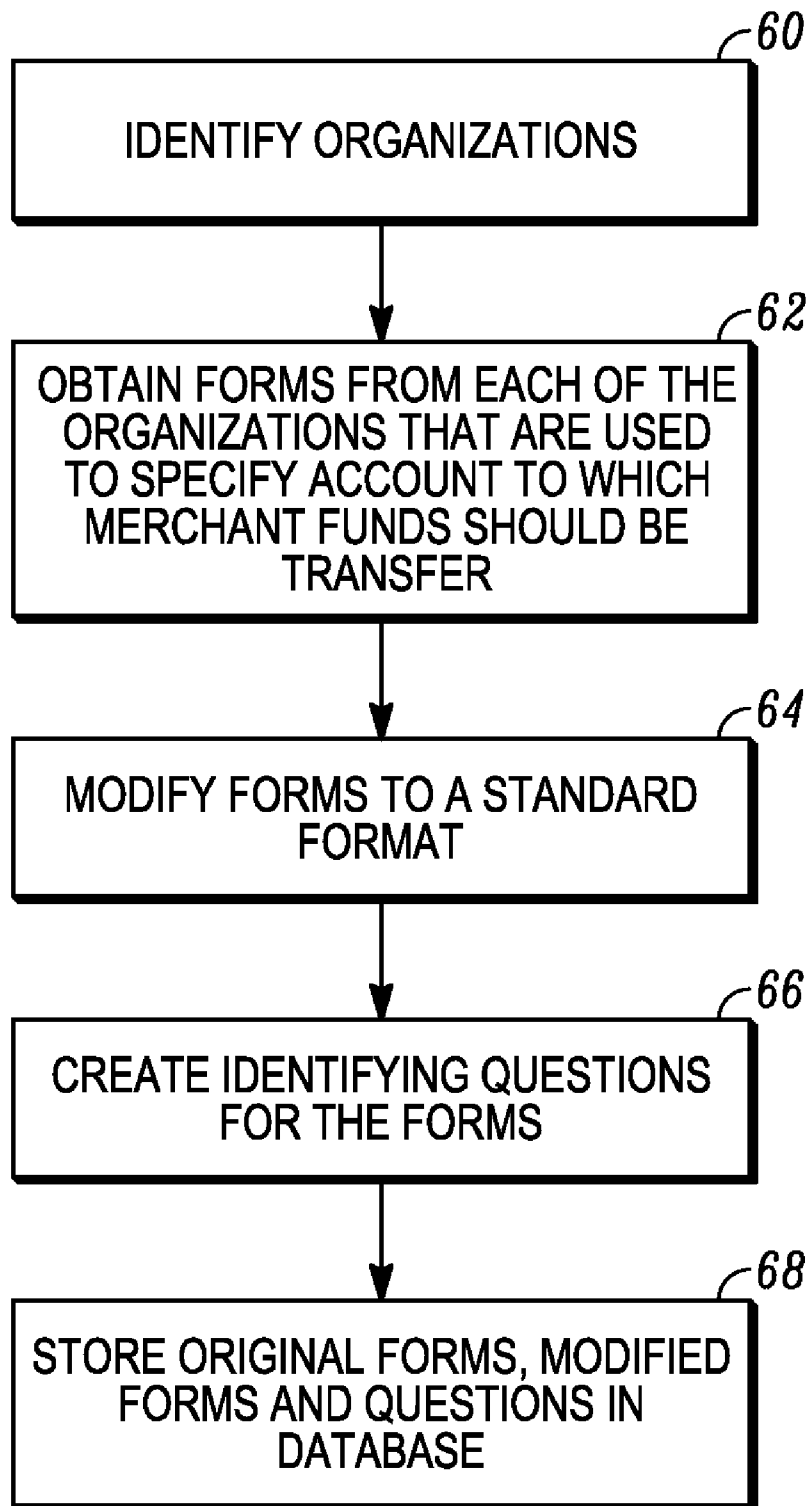 60
IDENTIFY ORGANIZATIONS
62
OBTAIN FORMS FROM EACH OF THE
ORGANIZATIONS THAT ARE USED
TO SPECIFY ACCOUNT TO WHICH
MERCHANT FUNDS SHOULD BE
TRANSFER
64
MODIFY FORMS TO A STANDARD
FORMAT
66
CREATE IDENTIFYING QUESTIONS
FOR THE FORMS
68
STORE ORIGINAL FORMS, MODIFIED
FORMS AND QUESTIONS IN
DATABASE